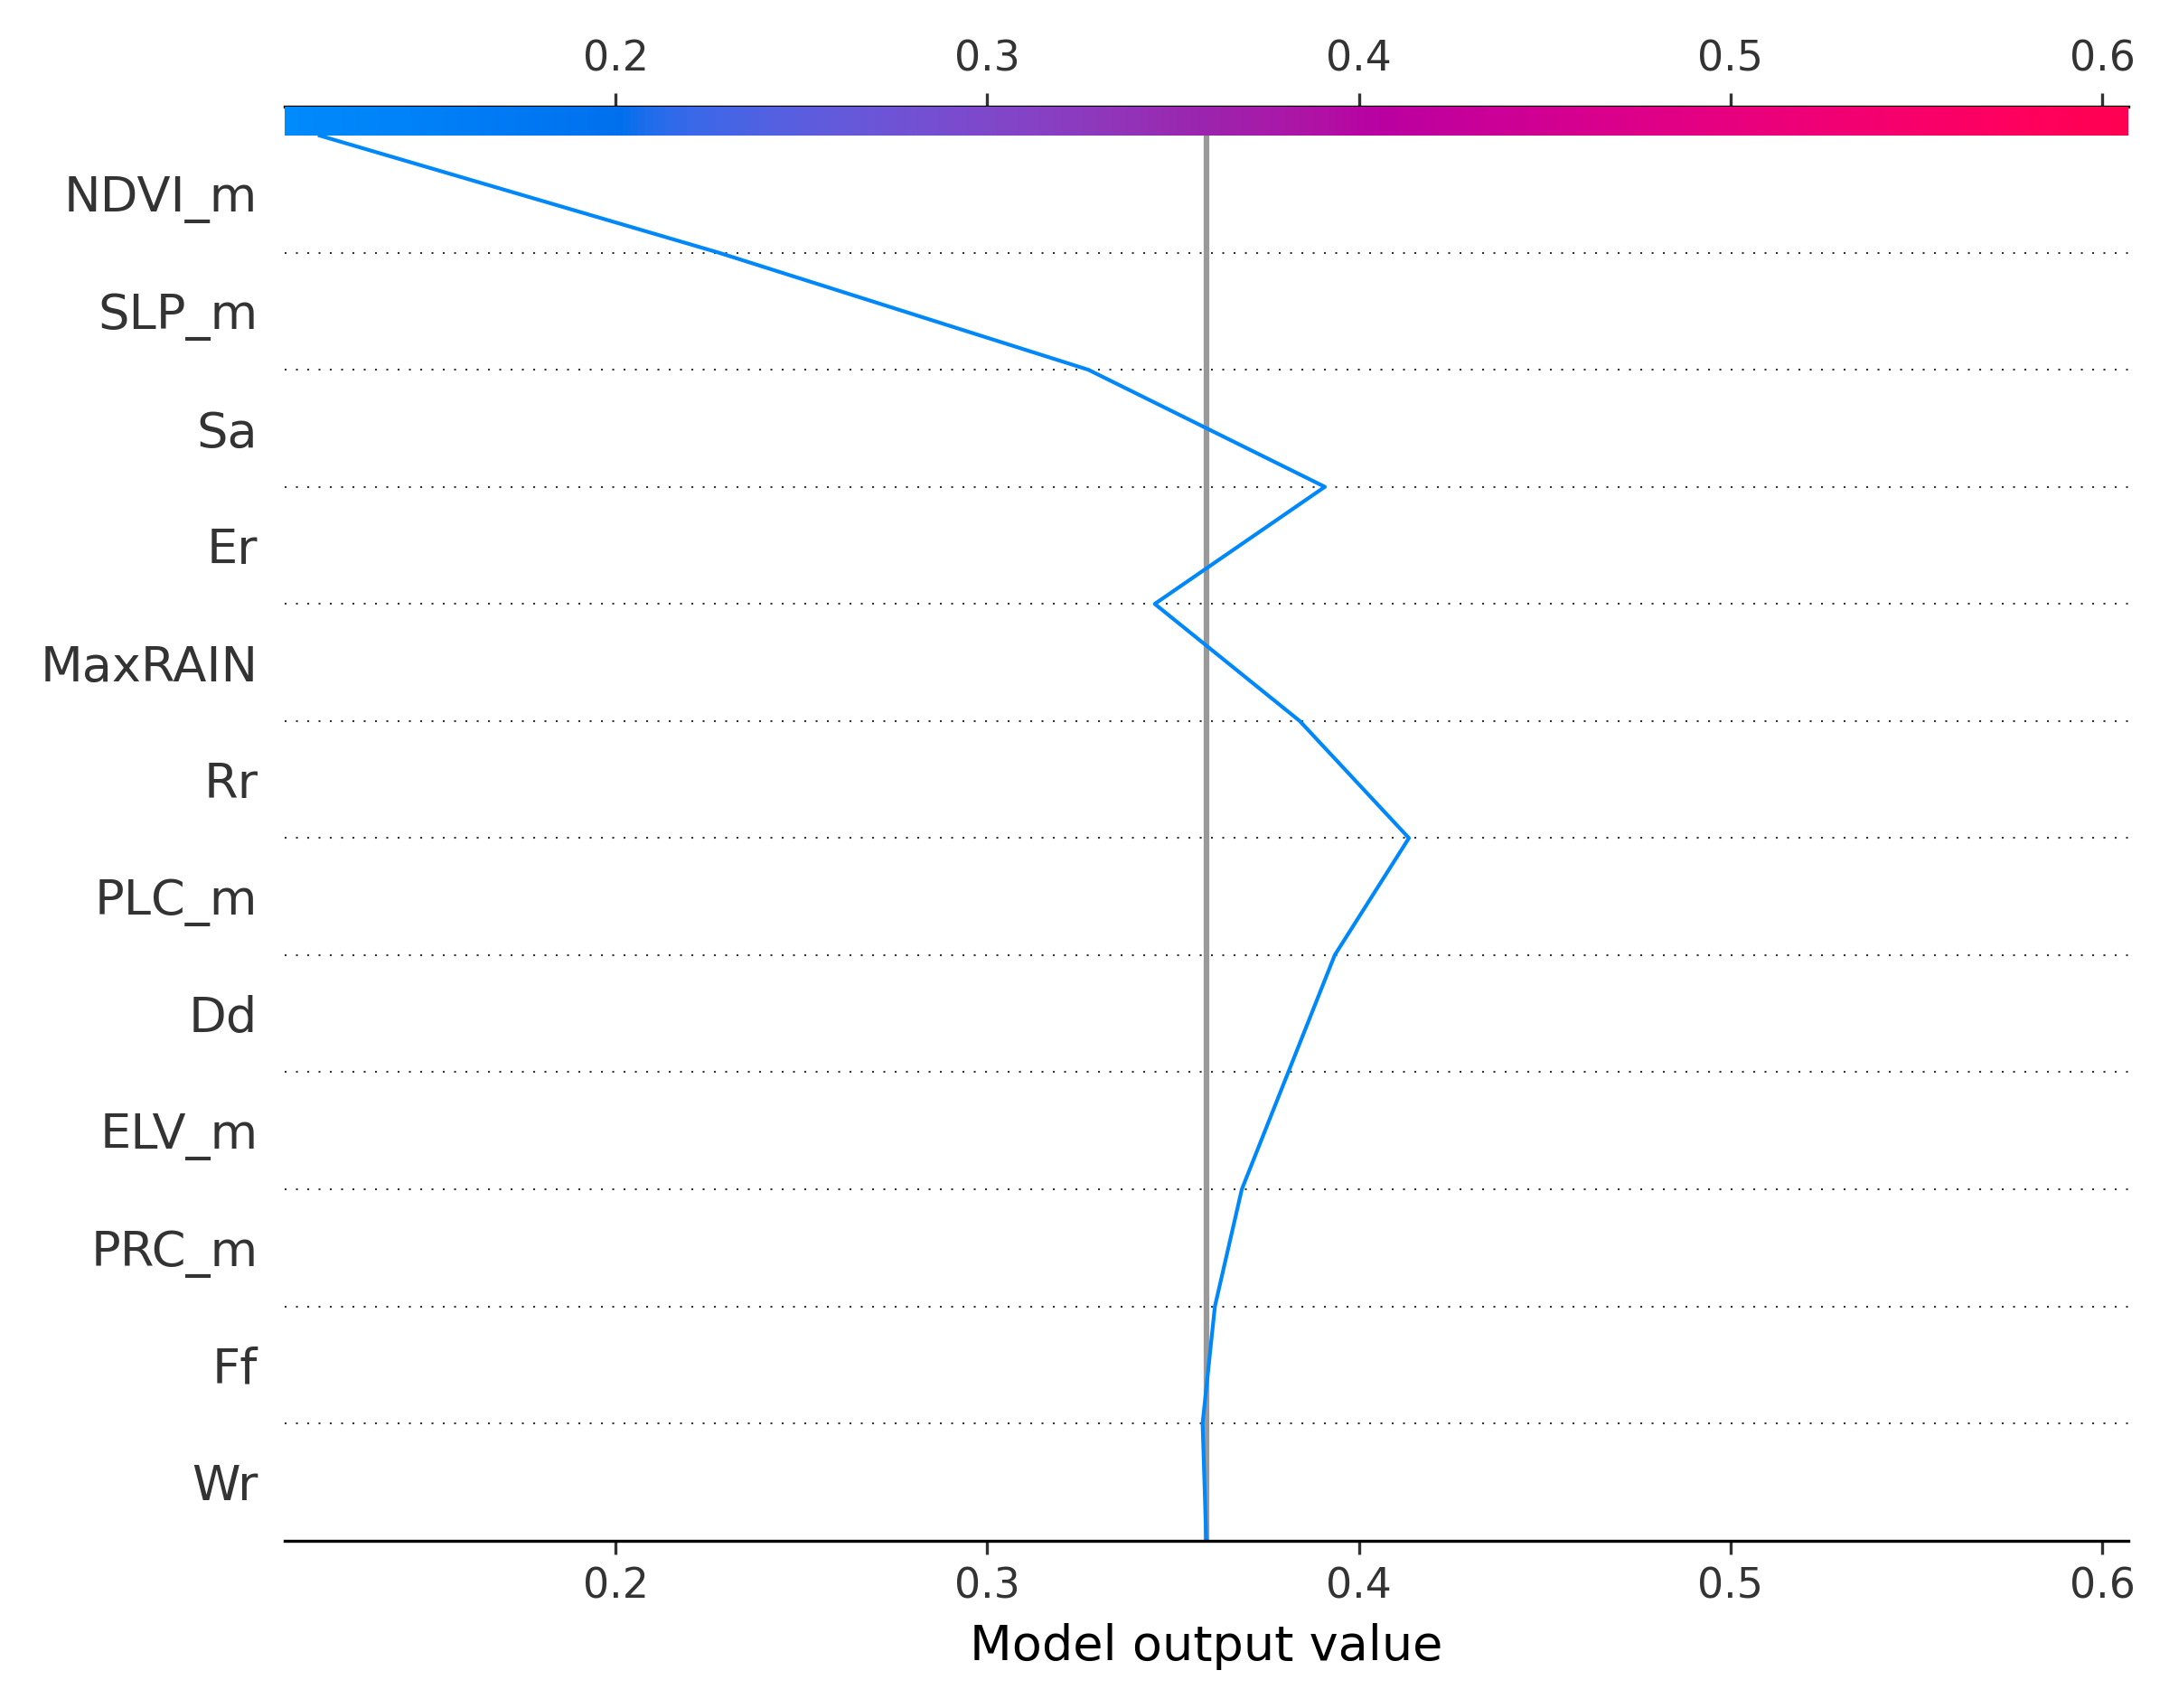 0.2 0.3 0.4 0.5 0.6
NDVI_m
SLP_m
Sa
Er
MaxRAIN
Rr
PLC_m
Dd
ELV_m
PRC_m
Ff
Wr
0.2 0.3 0.4 0.5 0.6
Model output value